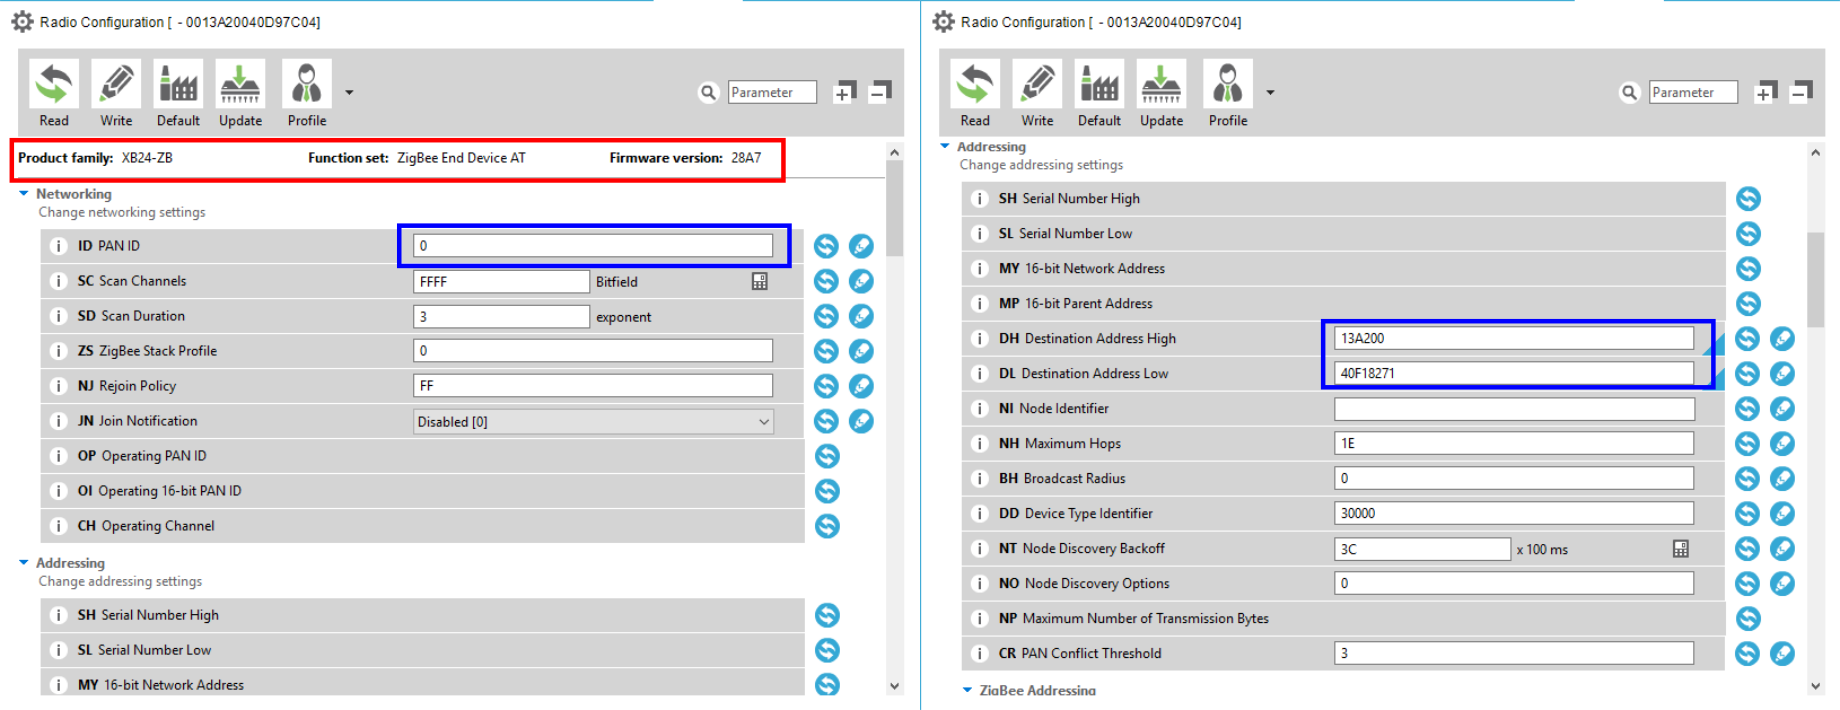 Radio Configuration [ - 0013A20040D97C04]
Read Write Default Update Profile
Parameter
Product family: XB24-ZB Function set: ZigBee End Device AT Firmware version: 28A7
Networking
Change networking settings
i ID PAN ID 0
i SC Scan Channels FFFF Bitfield
i SD Scan Duration 3 exponent
i ZS ZigBee Stack Profile 0
i NJ Rejoin Policy FF
i JN Join Notification Disabled [0]
i OP Operating PAN ID
i OI Operating 16-bit PAN ID
i CH Operating Channel
Addressing
Change addressing settings
i SH Serial Number High
i SL Serial Number Low
i MY 16-bit Network Address
Radio Configuration [ - 0013A20040D97C04]
Read Write Default Update Profile
Parameter
Addressing
Change addressing settings
i SH Serial Number High
i SL Serial Number Low
i MY 16-bit Network Address
i MP 16-bit Parent Address
i DH Destination Address High 13A200
i DL Destination Address Low 40F18271
i NI Node Identifier
i NH Maximum Hops 1E
i BH Broadcast Radius 0
i DD Device Type Identifier 30000
i NT Node Discovery Backoff 3C x 100 ms
i NO Node Discovery Options 0
i NP Maximum Number of Transmission Bytes
i CR PAN Conflict Threshold 3
ZigBee Addressing